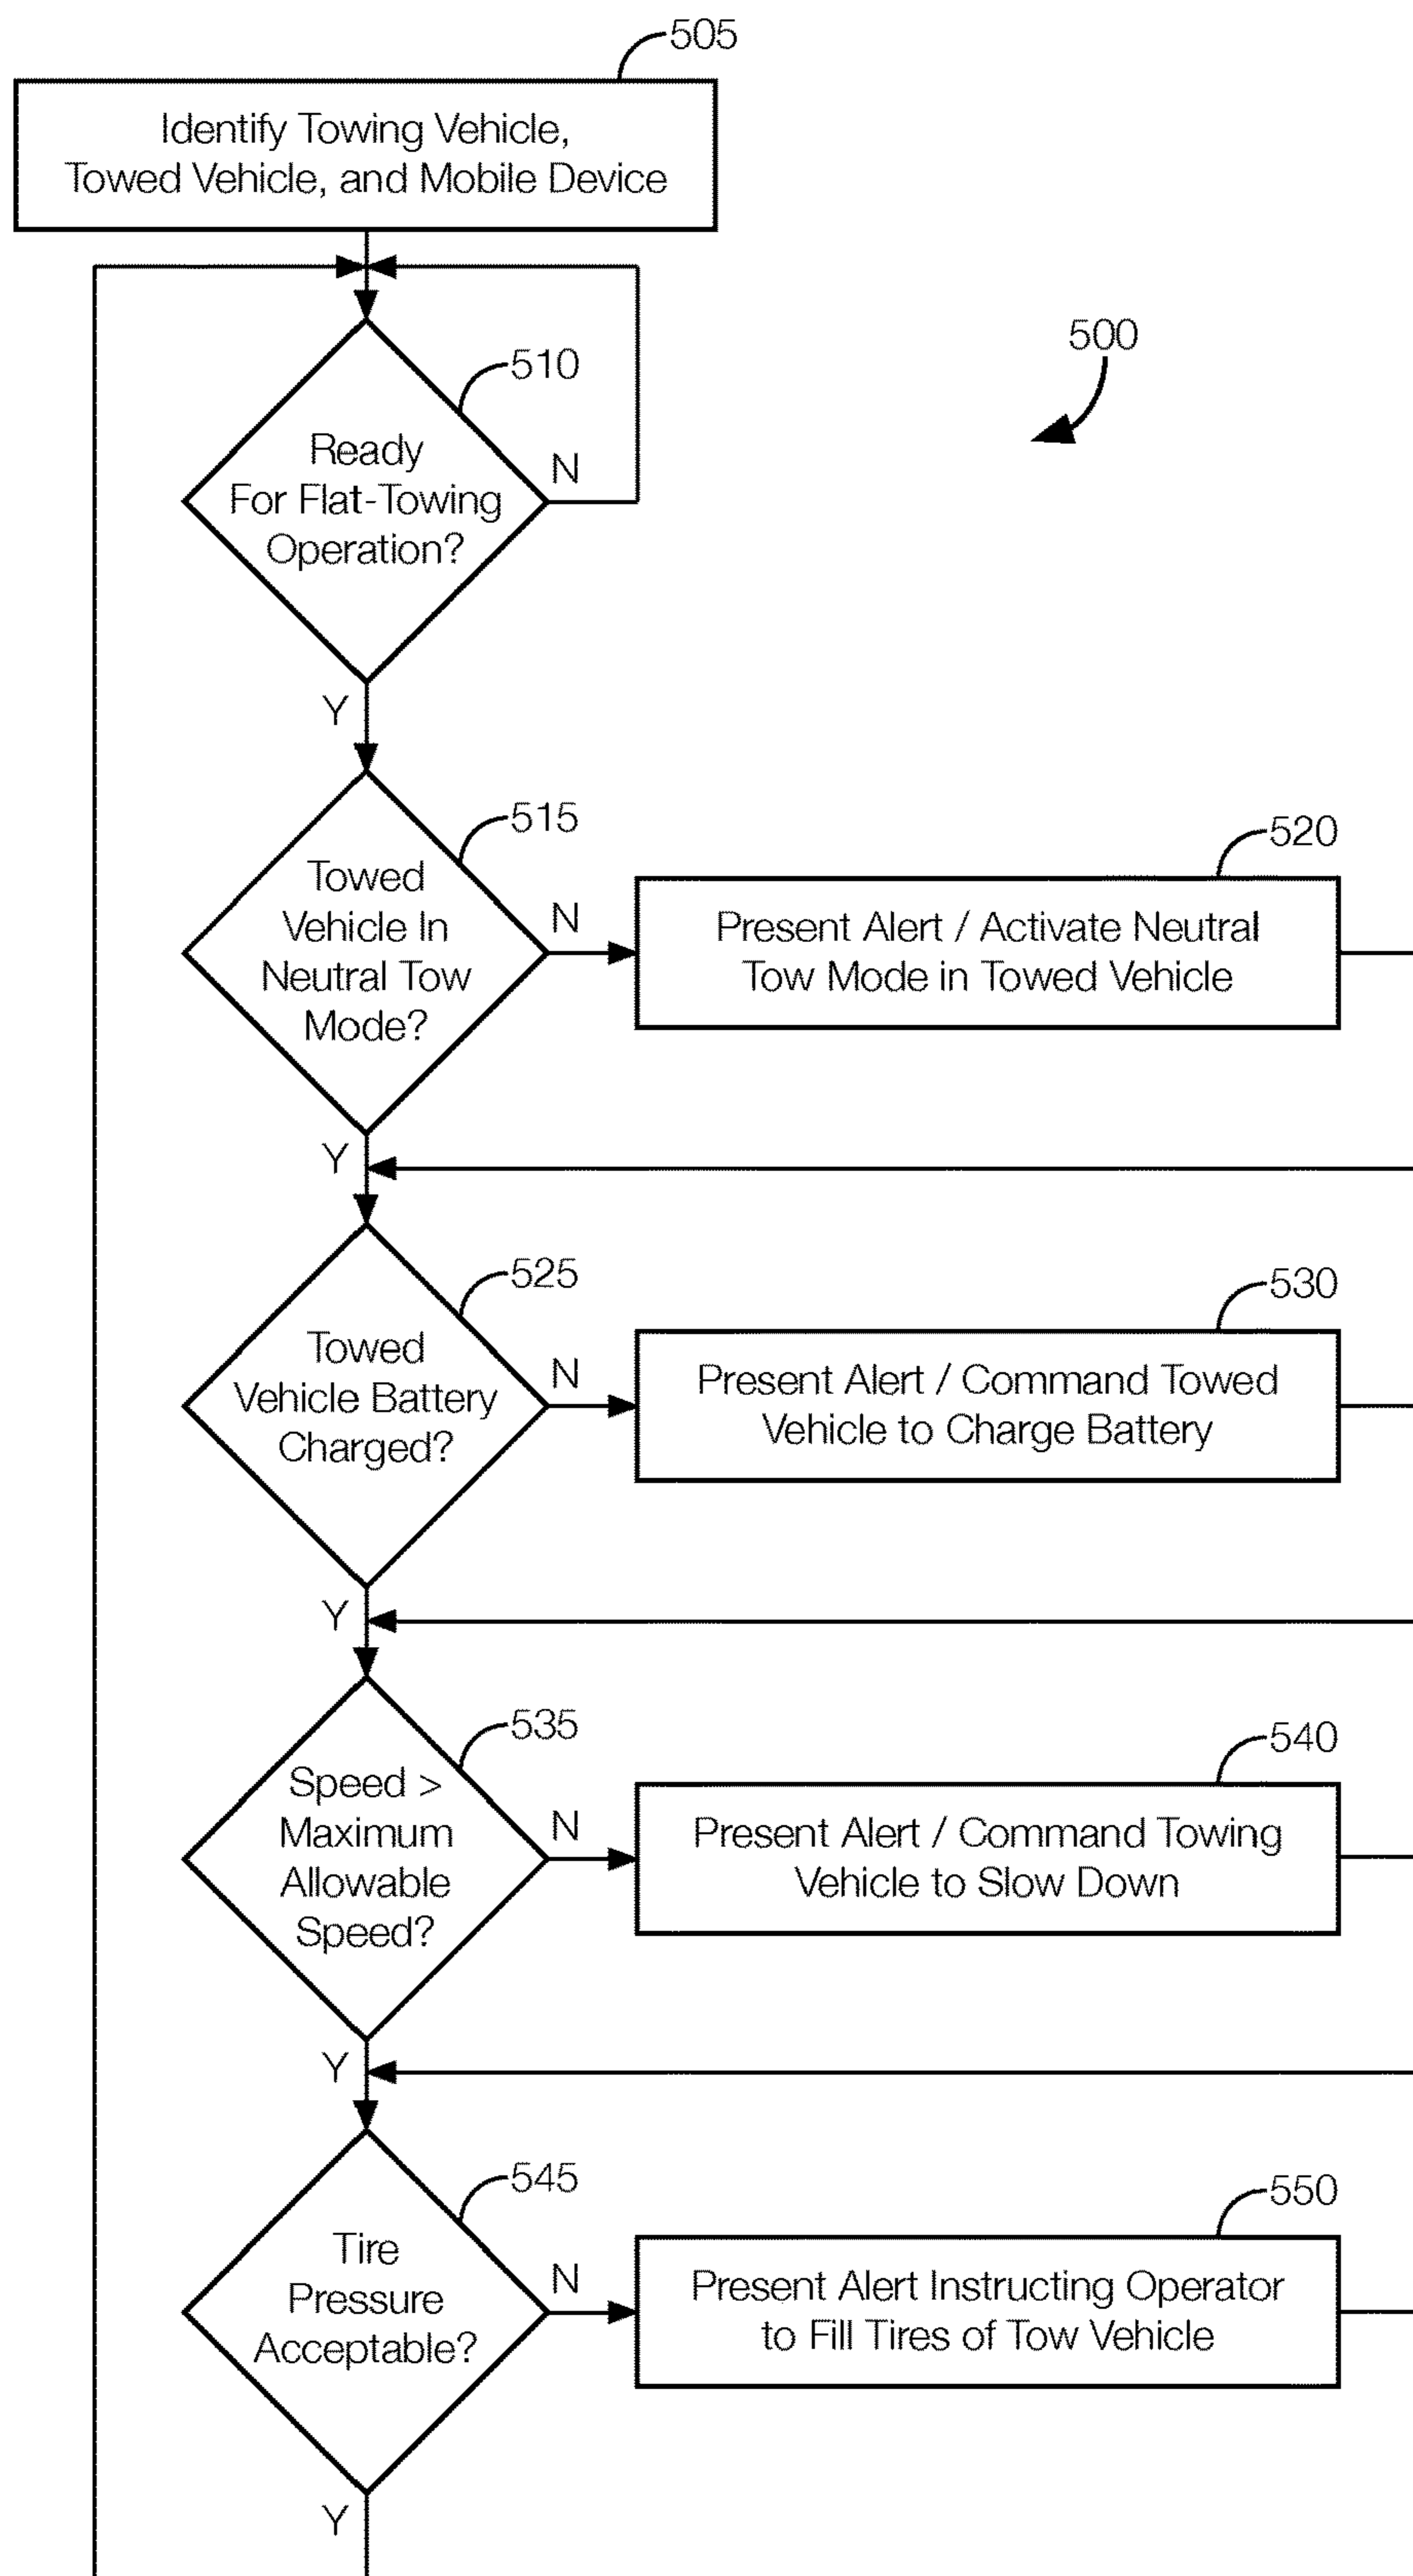 505
Identify Towing Vehicle,
Towed Vehicle, and Mobile Device
500
510
Ready
For Flat-Towing
Operation?
N
Y
515
Towed
Vehicle In
Neutral Tow
Mode?
N
520
Present Alert / Activate Neutral
Tow Mode in Towed Vehicle
Y
525
Towed
Vehicle Battery
Charged?
N
530
Present Alert / Command Towed
Vehicle to Charge Battery
Y
535
Speed >
Maximum
Allowable
Speed?
N
540
Present Alert / Command Towing
Vehicle to Slow Down
Y
545
Tire
Pressure
Acceptable?
N
550
Present Alert Instructing Operator
to Fill Tires of Tow Vehicle
Y